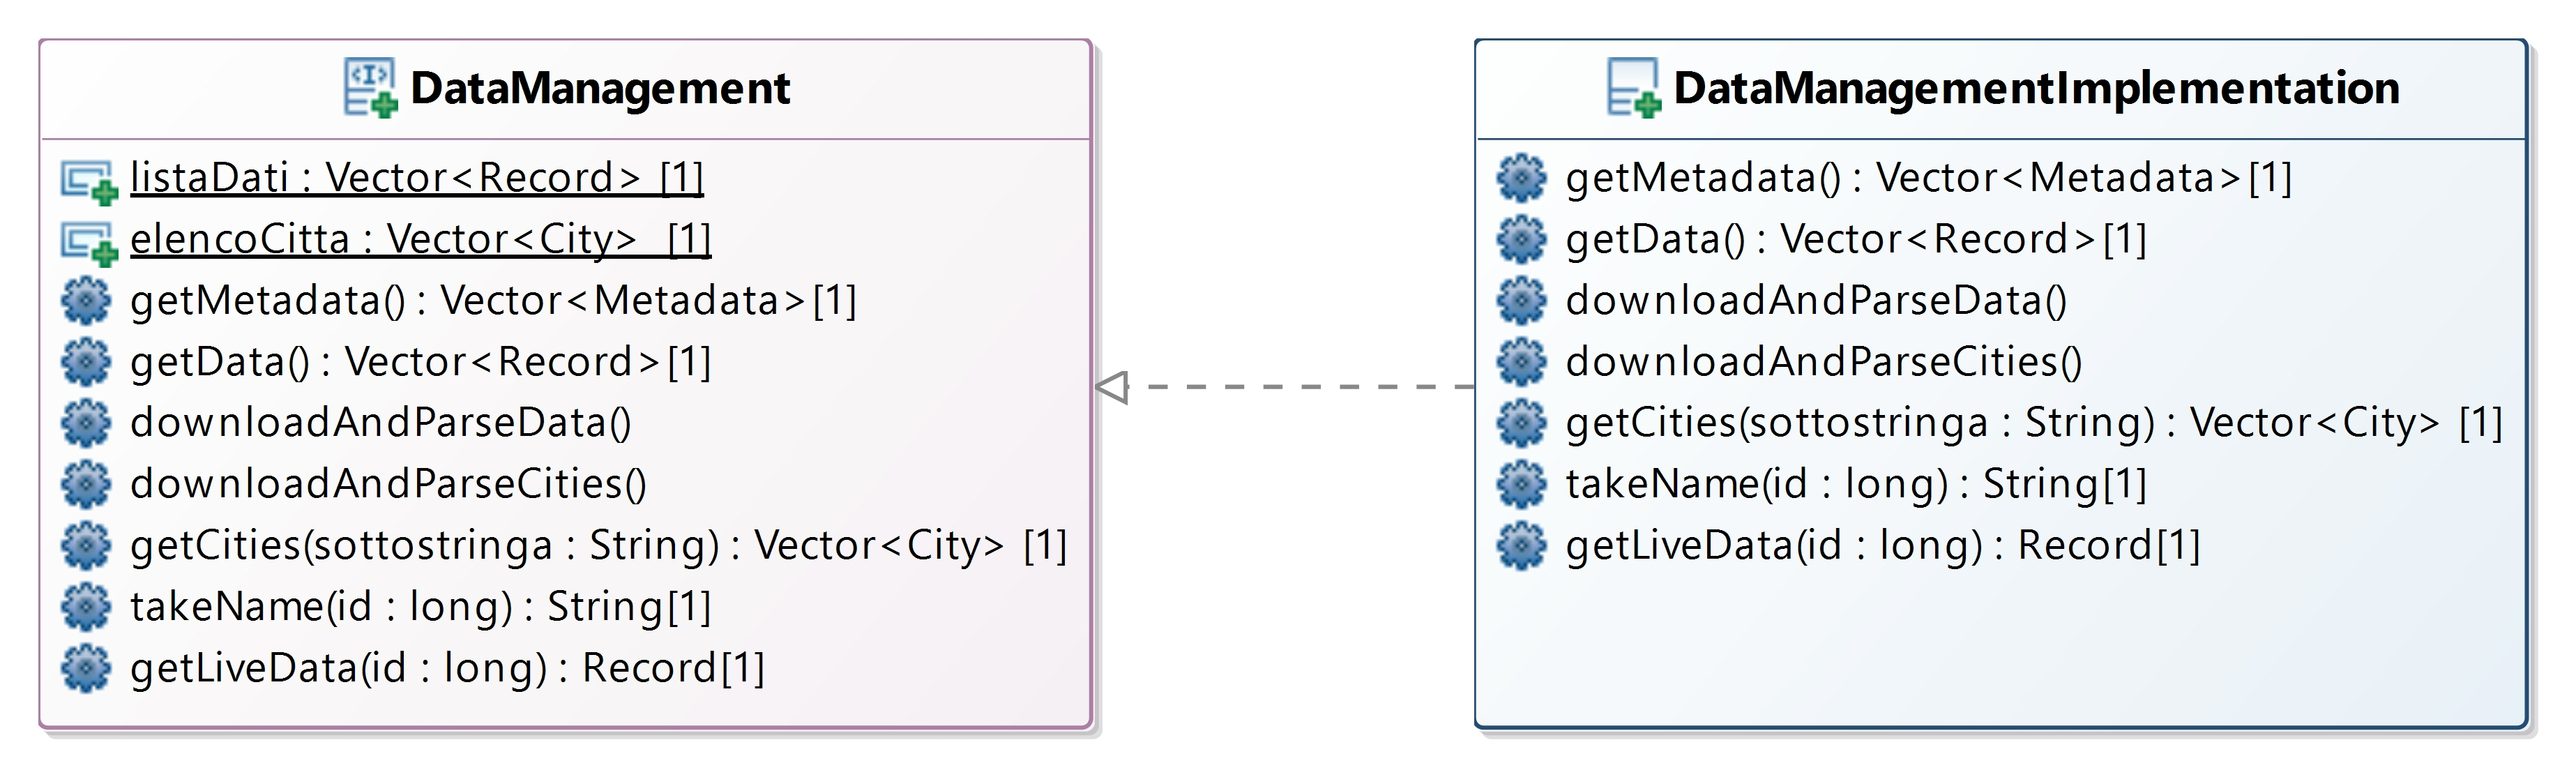 DataManagement
listaDati : Vector<Record> [1]
elencoCitta : Vector<City> [1]
getMetadata() : Vector<Metadata>[1]
getData() : Vector<Record>[1]
downloadAndParseData()
downloadAndParseCities()
getCities(sottostringa : String) : Vector<City> [1]
takeName(id : long) : String[1]
getLiveData(id : long) : Record[1]
DataManagementImplementation
getMetadata() : Vector<Metadata>[1]
getData() : Vector<Record>[1]
downloadAndParseData()
downloadAndParseCities()
getCities(sottostringa : String) : Vector<City> [1]
takeName(id : long) : String[1]
getLiveData(id : long) : Record[1]